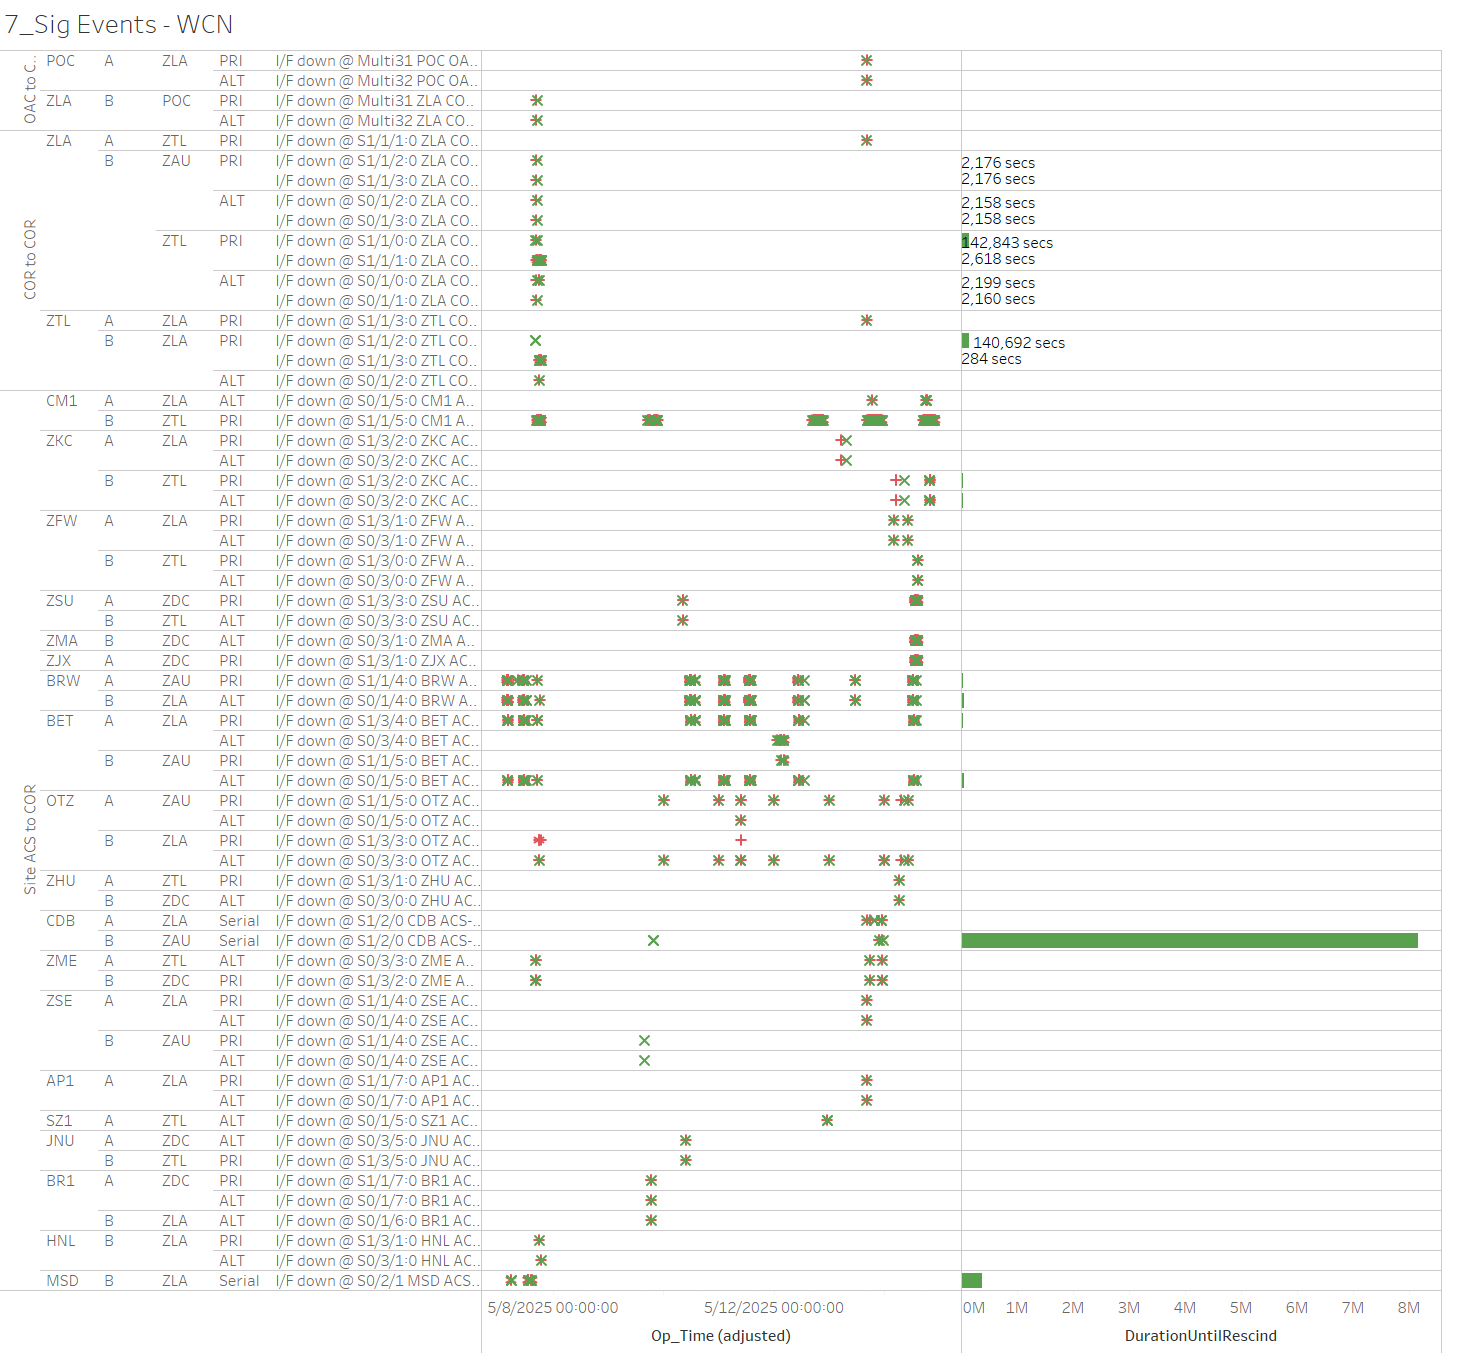 7_Sig Events - WCN
OAC to C..
POC A ZLA PRI I/F down @ Multi31 POC OA..
ALT I/F down @ Multi32 POC OA..
ZLA B POC PRI I/F down @ Multi31 ZLA CO..
ALT I/F down @ Multi32 ZLA CO..
COR to COR
ZLA A ZTL PRI I/F down @ S1/1/1:0 ZLA CO..
B ZAU PRI I/F down @ S1/1/2:0 ZLA CO.. 2,176 secs
I/F down @ S1/1/3:0 ZLA CO.. 2,176 secs
ALT I/F down @ S0/1/2:0 ZLA CO.. 2,158 secs
I/F down @ S0/1/3:0 ZLA CO.. 2,158 secs
ZTL PRI I/F down @ S1/1/0:0 ZLA CO.. 142,843 secs
I/F down @ S1/1/1:0 ZLA CO.. 2,618 secs
ALT I/F down @ S0/1/0:0 ZLA CO.. 2,199 secs
I/F down @ S0/1/1:0 ZLA CO.. 2,160 secs
ZTL A ZLA PRI I/F down @ S1/1/3:0 ZTL CO..
B ZLA PRI I/F down @ S1/1/2:0 ZTL CO.. 140,692 secs
I/F down @ S1/1/3:0 ZTL CO.. 284 secs
ALT I/F down @ S0/1/2:0 ZTL CO..
Site ACS to COR
CM1 A ZLA ALT I/F down @ S0/1/5:0 CM1 A..
B ZTL PRI I/F down @ S1/1/5:0 CM1 A..
ZKC A ZLA PRI I/F down @ S1/3/2:0 ZKC AC..
ALT I/F down @ S0/3/2:0 ZKC AC..
B ZTL PRI I/F down @ S1/3/2:0 ZKC AC..
ALT I/F down @ S0/3/2:0 ZKC AC..
ZFW A ZLA PRI I/F down @ S1/3/1:0 ZFW A..
ALT I/F down @ S0/3/1:0 ZFW A..
B ZTL PRI I/F down @ S1/3/0:0 ZFW A..
ALT I/F down @ S0/3/0:0 ZFW A..
ZSU A ZDC PRI I/F down @ S1/3/3:0 ZSU AC..
B ZTL ALT I/F down @ S0/3/3:0 ZSU AC..
ZMA B ZDC ALT I/F down @ S0/3/1:0 ZMA A..
ZJX A ZDC PRI I/F down @ S1/3/1:0 ZJX AC..
BRW A ZAU PRI I/F down @ S1/1/4:0 BRW A..
B ZLA ALT I/F down @ S0/1/4:0 BRW A..
BET A ZLA PRI I/F down @ S1/3/4:0 BET AC..
ALT I/F down @ S0/3/4:0 BET AC..
B ZAU PRI I/F down @ S1/1/5:0 BET AC..
ALT I/F down @ S0/1/5:0 BET AC..
OTZ A ZAU PRI I/F down @ S1/1/5:0 OTZ AC..
ALT I/F down @ S0/1/5:0 OTZ AC..
B ZLA PRI I/F down @ S1/3/3:0 OTZ AC..
ALT I/F down @ S0/3/3:0 OTZ AC..
ZHU A ZTL PRI I/F down @ S1/3/1:0 ZHU AC..
B ZDC ALT I/F down @ S0/3/0:0 ZHU AC..
CDB A ZLA Serial I/F down @ S1/2/0 CDB ACS-..
B ZAU Serial I/F down @ S1/2/0 CDB ACS-..
ZME A ZTL ALT I/F down @ S0/3/3:0 ZME A..
B ZDC PRI I/F down @ S1/3/2:0 ZME A..
ZSE A ZLA PRI I/F down @ S1/1/4:0 ZSE AC..
ALT I/F down @ S0/1/4:0 ZSE AC..
B ZAU PRI I/F down @ S1/1/4:0 ZSE AC..
ALT I/F down @ S0/1/4:0 ZSE AC..
AP1 A ZLA PRI I/F down @ S1/1/7:0 AP1 AC..
ALT I/F down @ S0/1/7:0 AP1 AC..
SZ1 A ZTL ALT I/F down @ S0/1/5:0 SZ1 AC..
JNU A ZDC ALT I/F down @ S0/3/5:0 JNU AC..
B ZTL PRI I/F down @ S1/3/5:0 JNU AC..
BR1 A ZDC PRI I/F down @ S1/1/7:0 BR1 AC..
ALT I/F down @ S0/1/7:0 BR1 AC..
B ZLA ALT I/F down @ S0/1/6:0 BR1 AC..
HNL B ZLA PRI I/F down @ S1/3/1:0 HNL AC..
ALT I/F down @ S0/3/1:0 HNL AC..
MSD B ZLA Serial I/F down @ S0/2/1 MSD ACS..
5/8/2025 00:00:00 5/12/2025 00:00:00 0M 1M 2M 3M 4M 5M 6M 7M 8M
Op_Time (adjusted) DurationUntilRescind